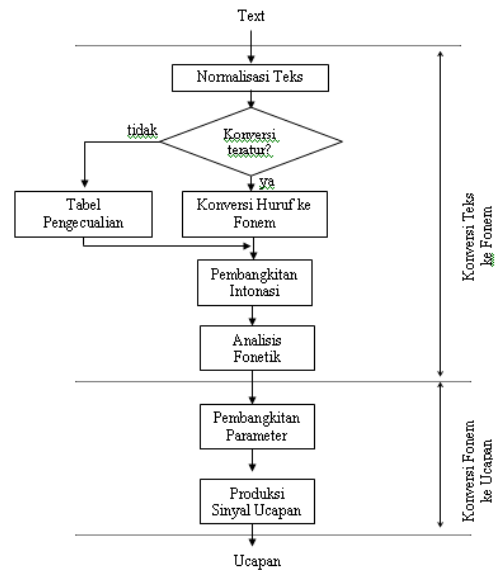 Text
Normalisasi Teks
tidak
Konversi
teratur?
ya
Tabel
Pengecualian
Konversi Huruf ke
Fonem
Pembangkitan
Intonasi
Analisis
Fonetik
Konversi Teks
ke Fonem
Pembangkitan
Parameter
Produksi
Sinyal Ucapan
Konversi Fonem
ke Ucapan
Ucapan